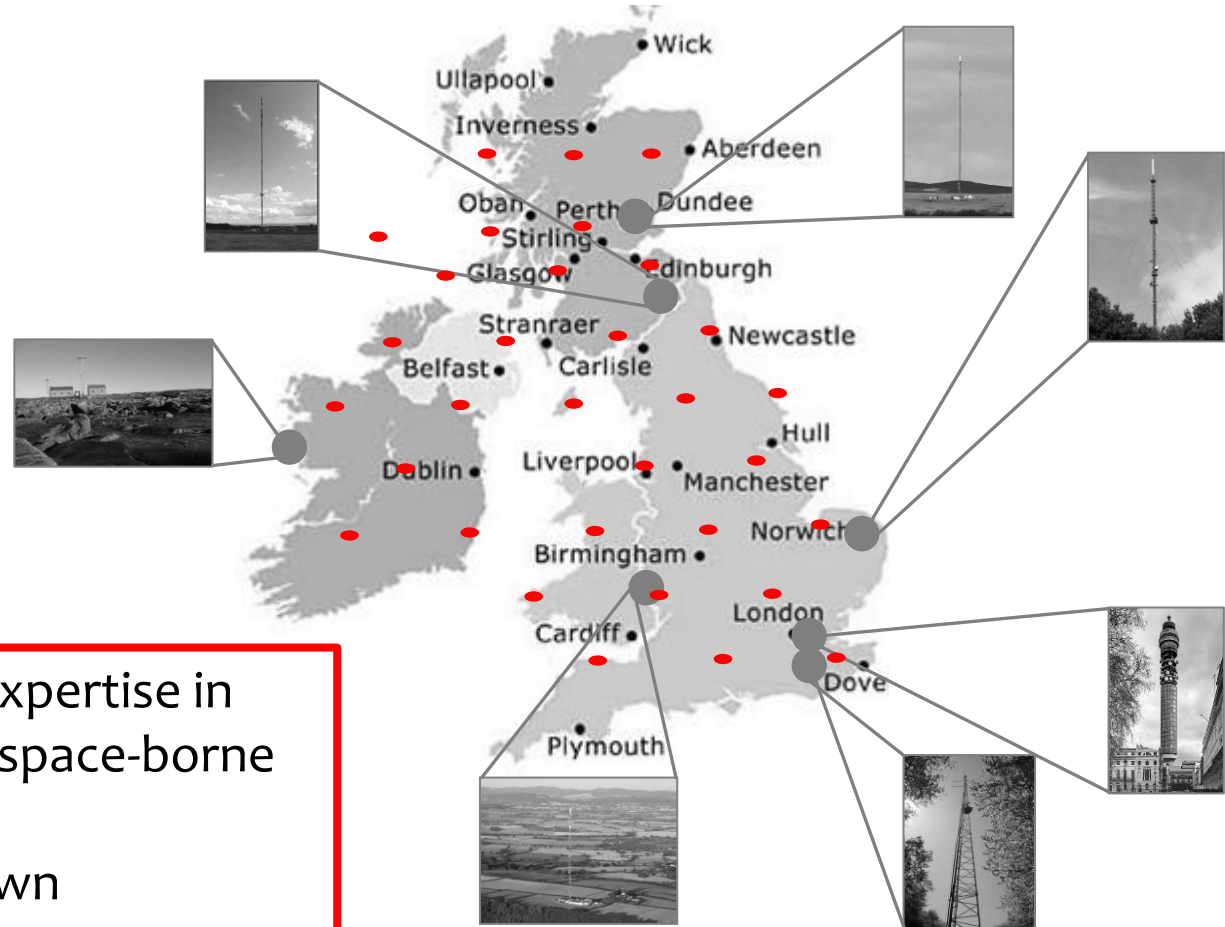 Wick
Ullapool
Inverness
Aberdeen
Oban
Perth
Dundee
Stirling
Glasgow
Edinburgh
Stranraer
Newcastle
Carlisle
Belfast
Hull
Liverpool
Dublin
Manchester
Norwich
Birmingham
London
Cardiff
Dove
Plymouth
xpertise in
space-borne
wn